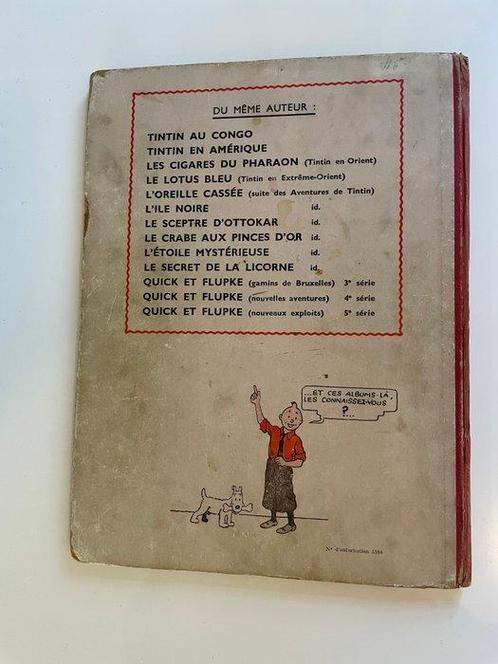 DU MÊME AUTEUR :
TINTIN AU CONGO
TINTIN EN AMÉRIQUE
LES CIGARES DU PHARAON (Tintin en Orient)
LE LOTUS BLEU (Tintin en Extrême-Orient)
L'OREILLE CASSÉE (suite des Aventures de Tintin)
L'ILE NOIRE id.
LE SCEPTRE D'OTTOKAR id.
LE CRABE AUX PINCES D'OR id.
L'ÉTOILE MYSTÉRIEUSE id.
LE SECRET DE LA LICORNE id.
QUICK ET FLUPKE (gamins de Bruxelles) 3e série
QUICK ET FLUPKE (nouvelles aventures) 4e série
QUICK ET FLUPKE (nouveaux exploits) 5e série
...ET CES ALBUMS-LÀ,
LES CONNAISSEZ-VOUS
?....
No d'autorisation